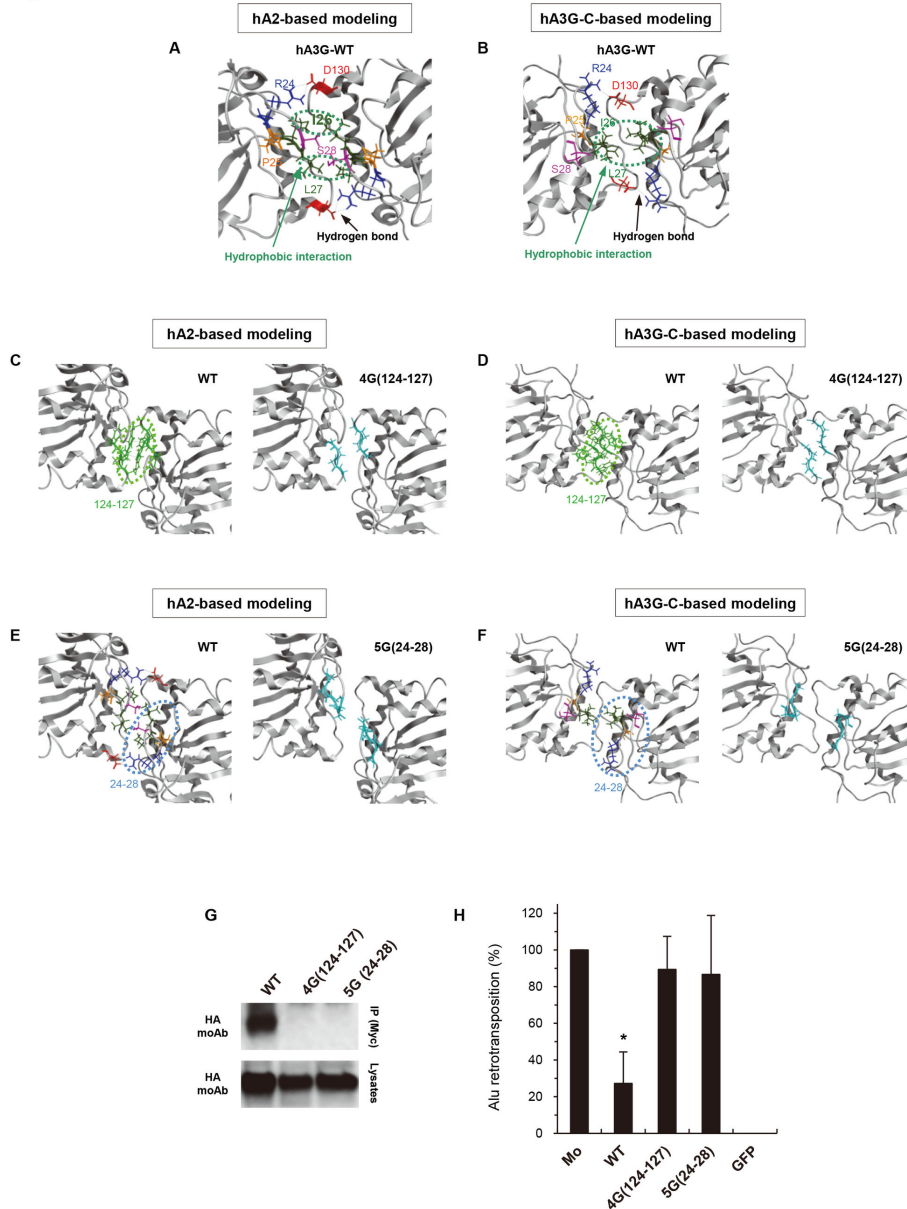 hA2-based modeling
hA3G-C-based modeling
A
hA3G-WT
R24
D130
I26
P25
S28
L27
Hydrogen bond
Hydrophobic interaction
B
hA3G-WT
R24
D130
P25
I26
S28
L27
Hydrogen bond
Hydrophobic interaction
hA2-based modeling
hA3G-C-based modeling
C
WT
4G(124-127)
124-127
D
WT
4G(124-127)
124-127
hA2-based modeling
hA3G-C-based modeling
E
WT
5G(24-28)
24-28
F
WT
5G(24-28)
24-28
G
WT
4G(124-127)
5G (24-28)
HA
moAb
IP (Myc)
HA
moAb
Lysates
H
Alu retrotransposition (%)
120
100
80
60
40
20
0
*
Mo
WT
4G(124-127)
5G(24-28)
GFP